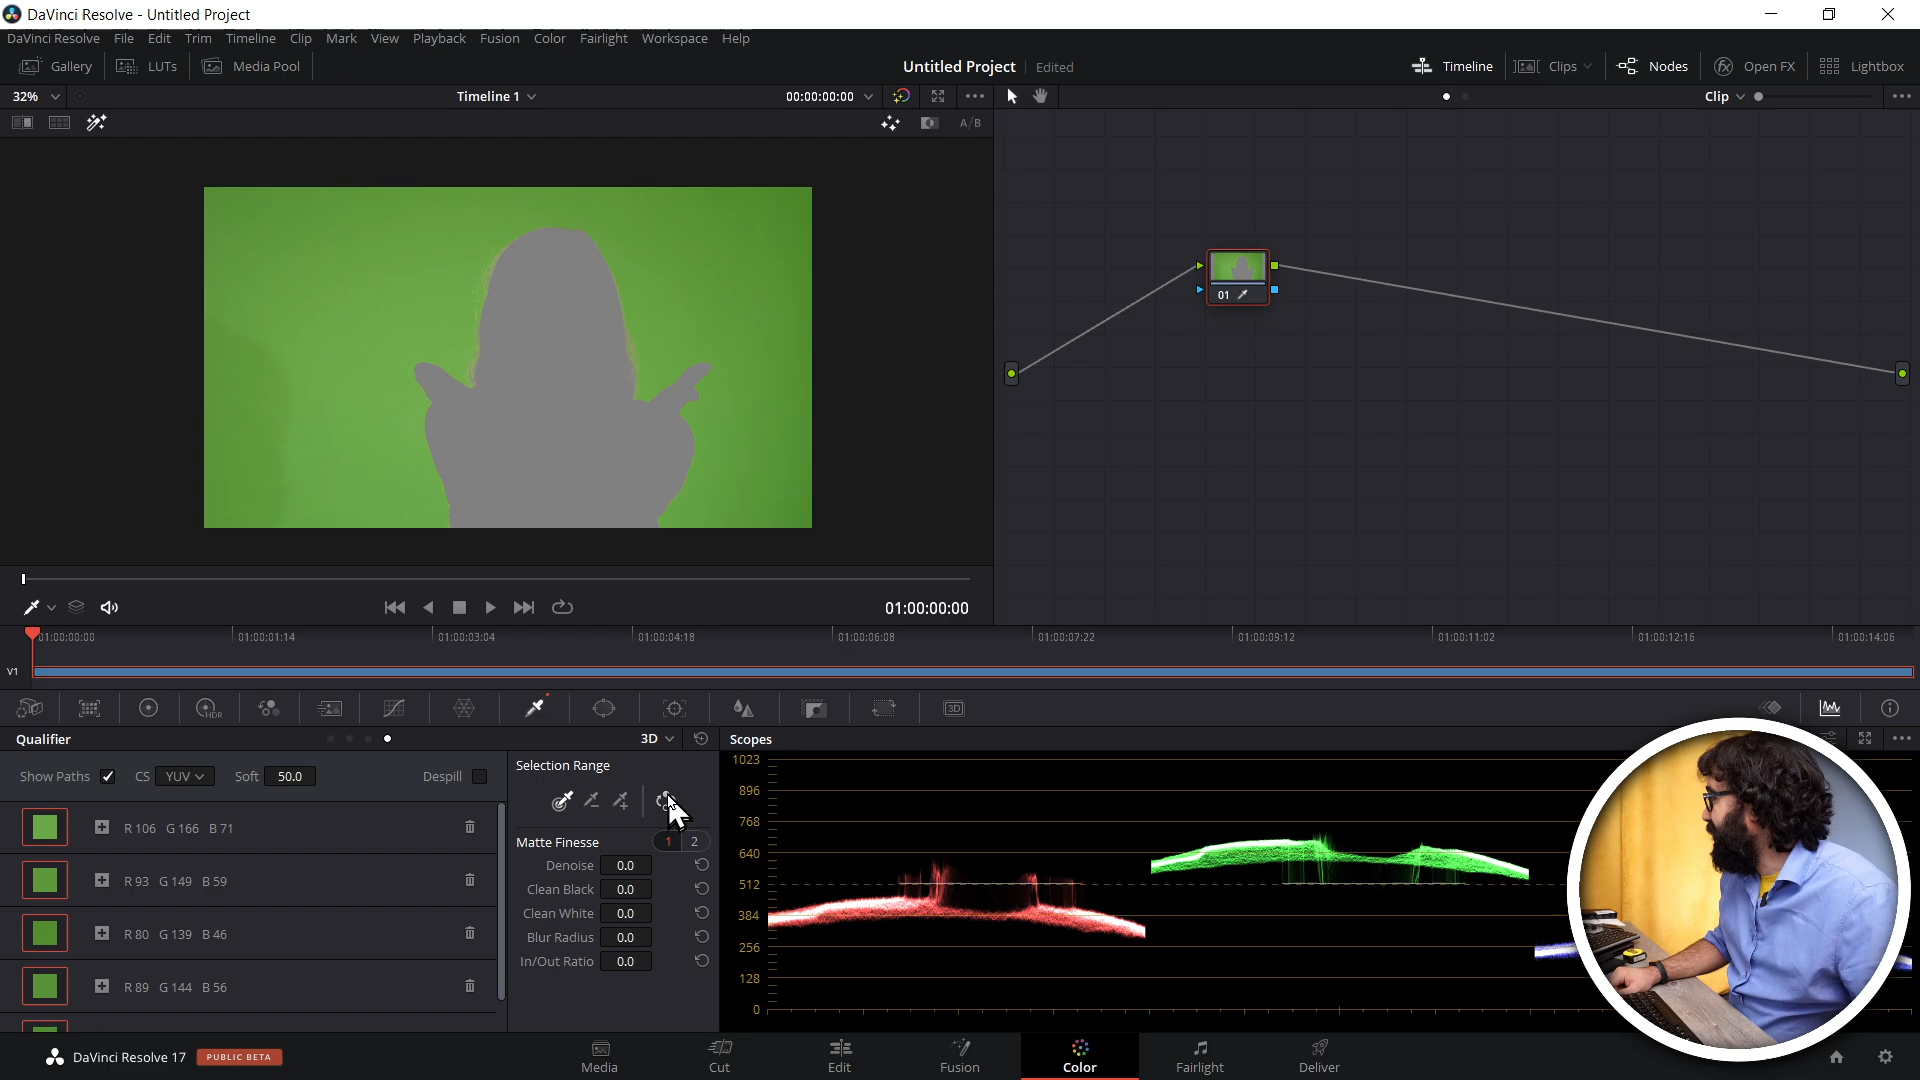 DaVinci Resolve - Untitled Project
DaVinci Resolve File Edit Trim Timeline Clip Mark View Playback Fusion Color Fairlight Workspace Help
Gallery LUTs Media Pool Untitled Project Edited Timeline Clips Nodes Open FX Lightbox
32% Timeline 1 00:00:00:00 Clip
A/B
01
01:00:00:00
01:00:00:00 01:00:01:14 01:00:03:04 01:00:04:18 01:00:06:08 01:00:07:22 01:00:09:12 01:00:11:02 01:00:12:16 01:00:14:06
V1
HDR 3D
Qualifier 3D Scopes
Show Paths CS YUV Soft 50.0 Despill
R 106 G 166 B 71
R 93 G 149 B 59
R 80 G 139 B 46
R 89 G 144 B 56
Selection Range
Matte Finesse 1 2
Denoise 0.0
Clean Black 0.0
Clean White 0.0
Blur Radius 0.0
In/Out Ratio 0.0
1023
896
768
640
512
384
256
128
0
DaVinci Resolve 17 PUBLIC BETA Media Cut Edit Fusion Color Fairlight Deliver